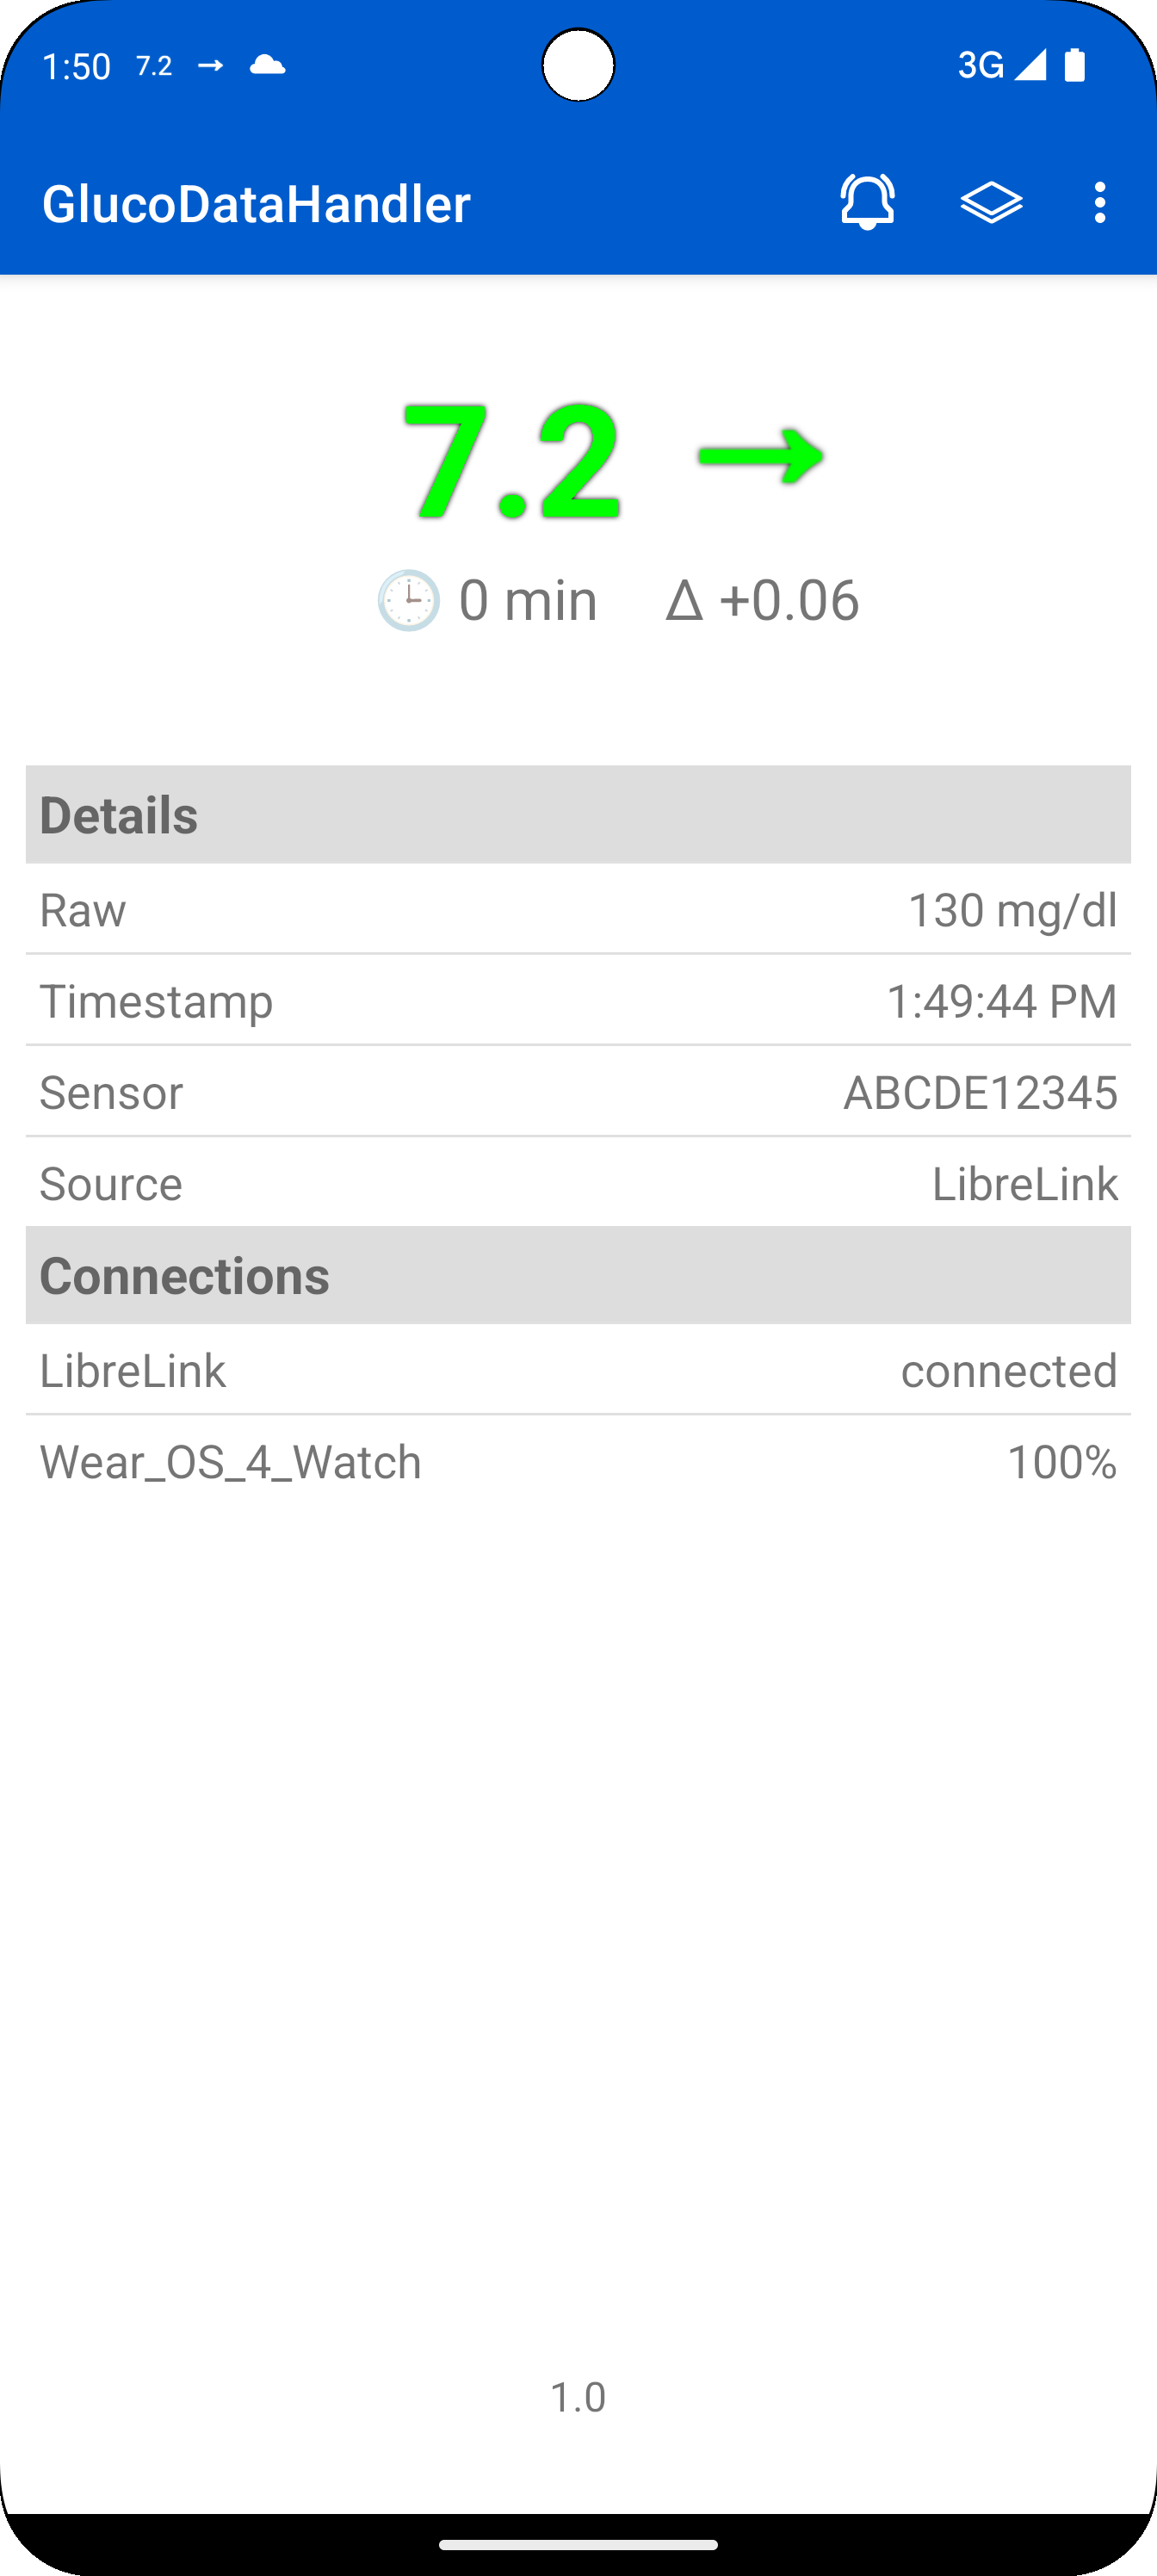 1:50 7.2 → 3G
GlucoDataHandler
7.2 →
🕒 0 min Δ +0.06
Details
Raw 130 mg/dl
Timestamp 1:49:44 PM
Sensor ABCDE12345
Source LibreLink
Connections
LibreLink connected
Wear_OS_4_Watch 100%
1.0